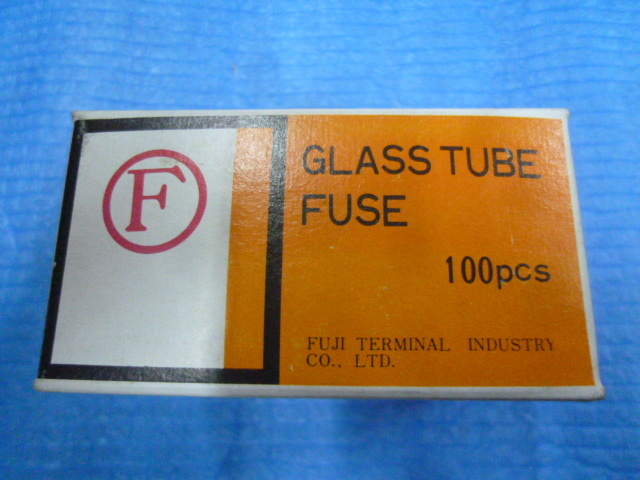 F
GLASS TUBE
FUSE
100pcs
FUJI TERMINAL INDUSTRY
CO., LTD.